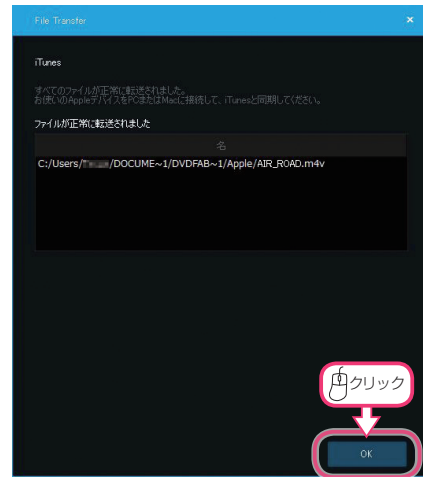 File Transfer
×
iTunes
すべてのファイルが正常に転送されました。
お使いのAppleデバイスをPCまたはMacに接続して、iTunesと同期してください。
ファイルが正常に転送されました
名
C:/Users/ /DOCUME~1/DVDFAB~1/Apple/AIR_ROAD.m4v
クリック
OK